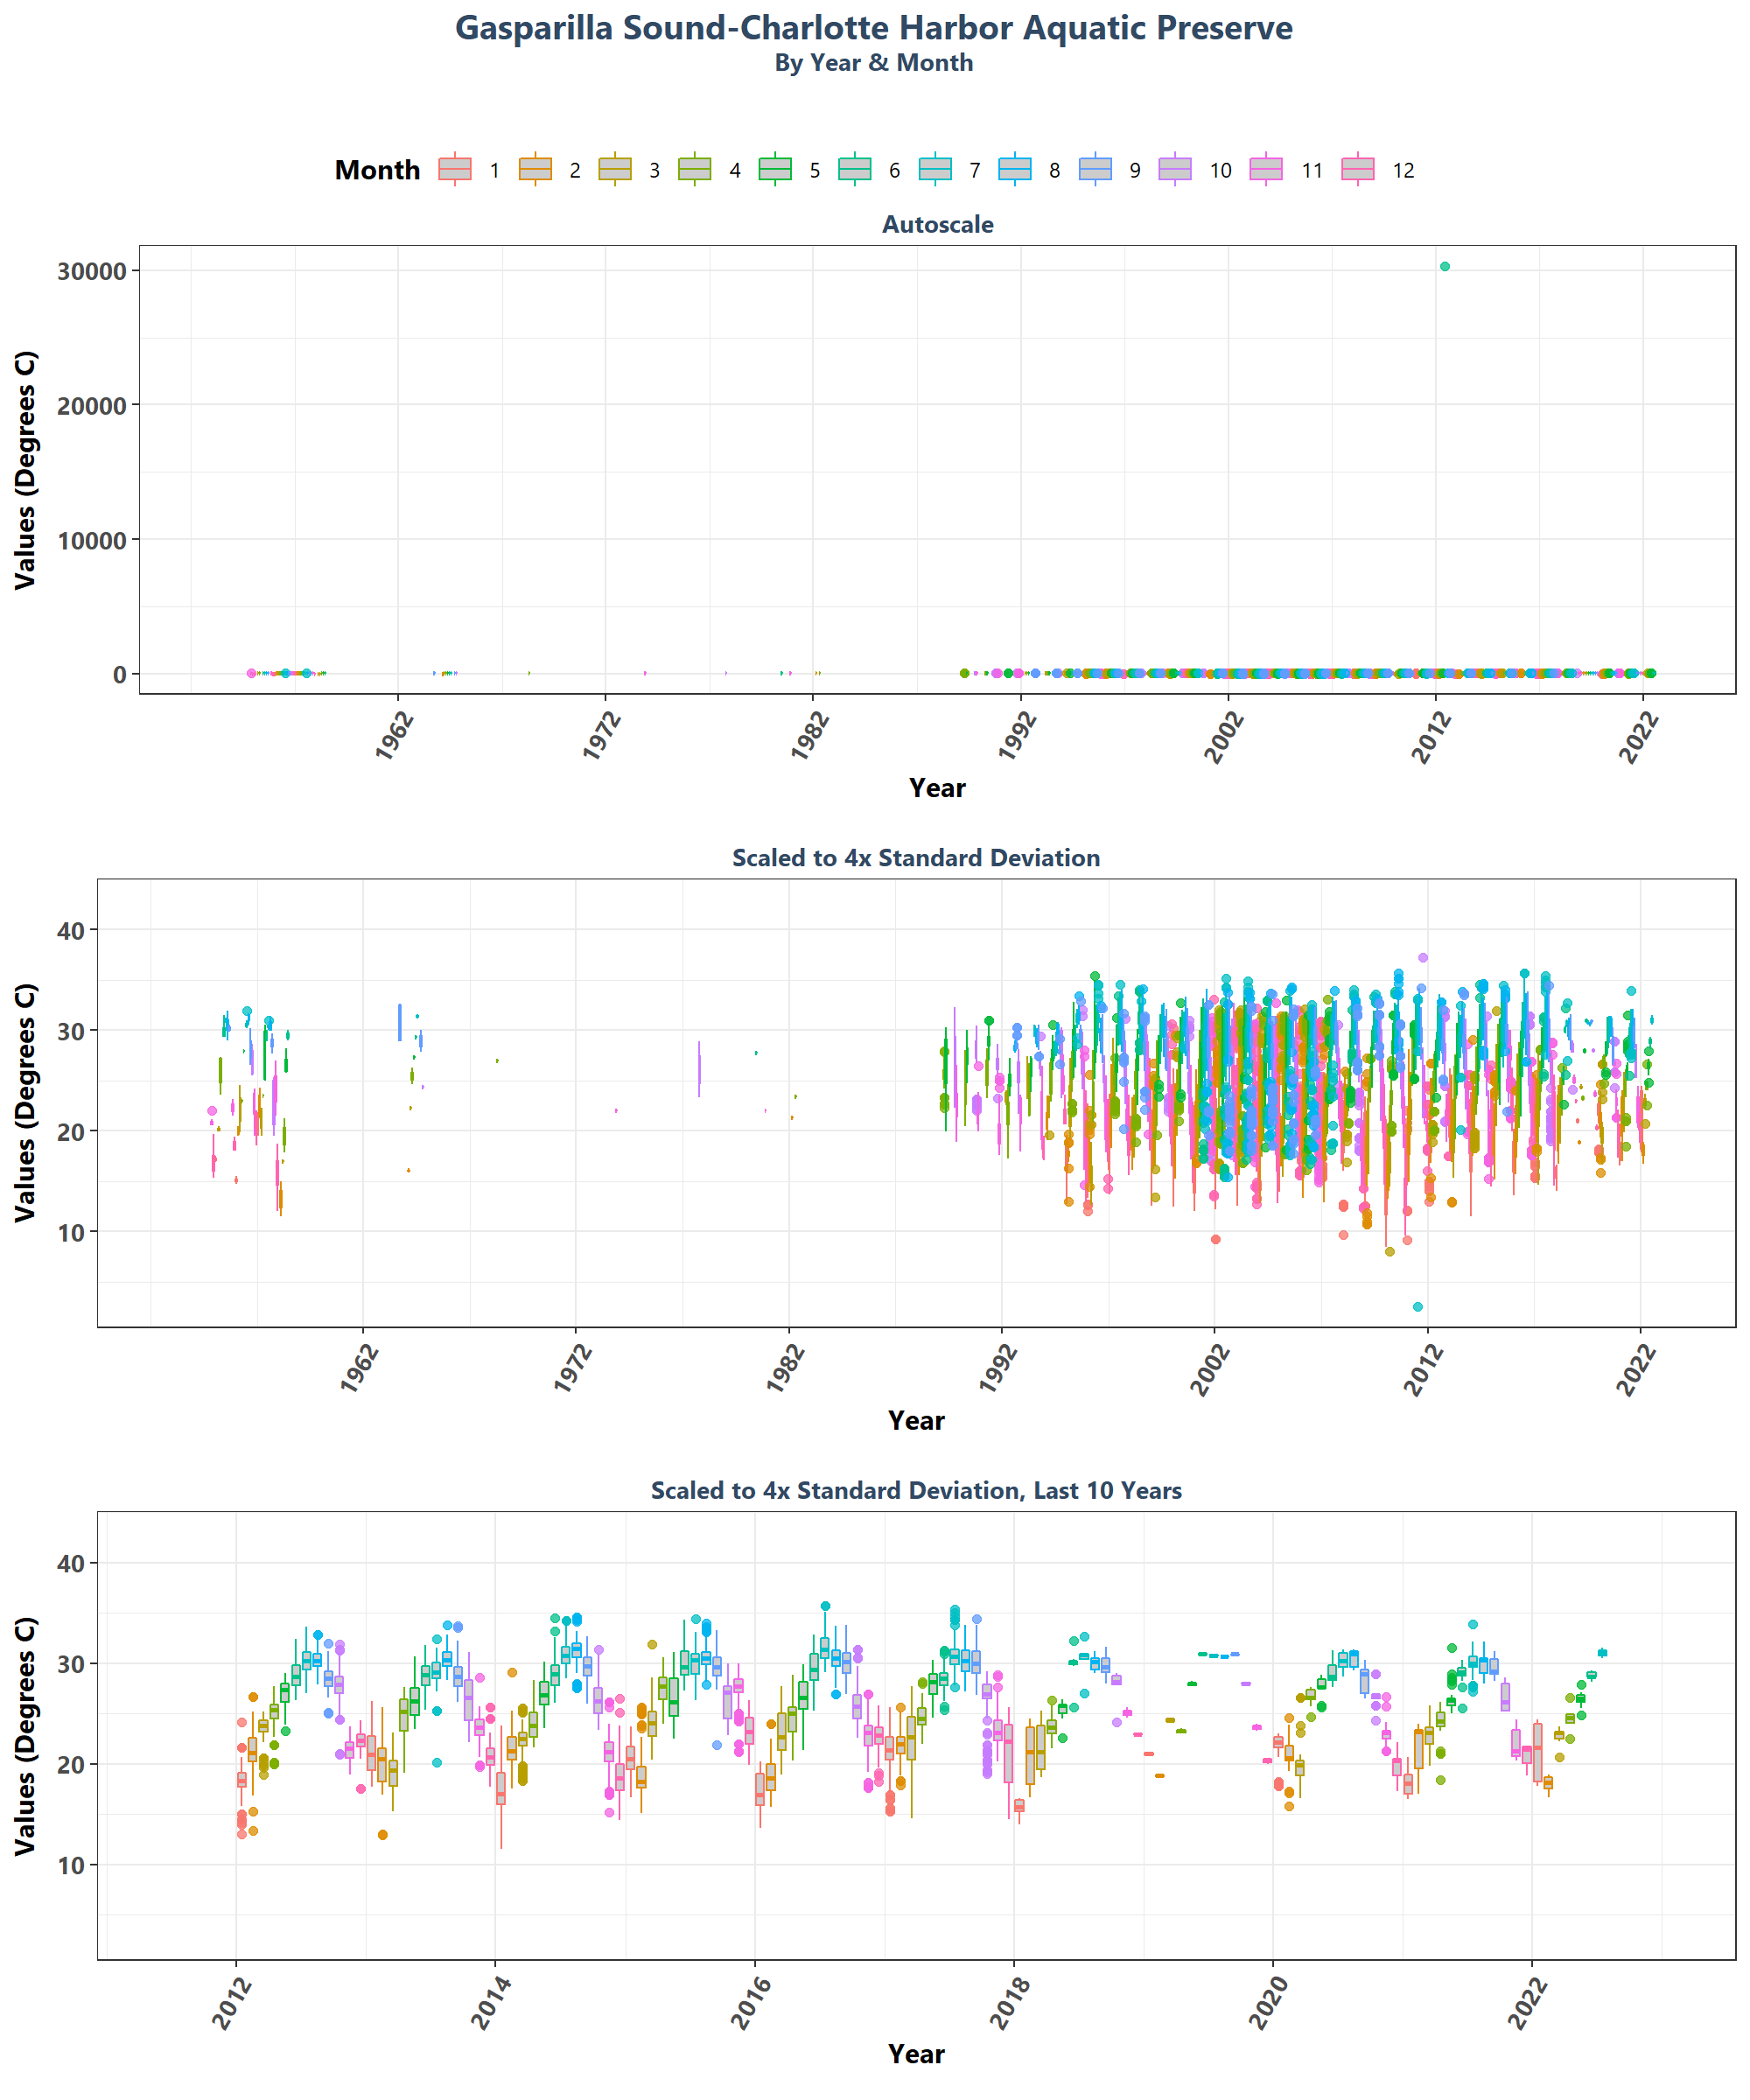 Gasparilla Sound-Charlotte Harbor Aquatic Preserve
By Year & Month
Month 1 2 3 4 5 6 7 8 9 10 11 12
Autoscale
Values (Degrees C)
30000
20000
10000
0
1962 1972 1982 1992 2002 2012 2022
Year
Scaled to 4x Standard Deviation
Values (Degrees C)
40
30
20
10
1962 1972 1982 1992 2002 2012 2022
Year
Scaled to 4x Standard Deviation, Last 10 Years
Values (Degrees C)
40
30
20
10
2012 2014 2016 2018 2020 2022
Year